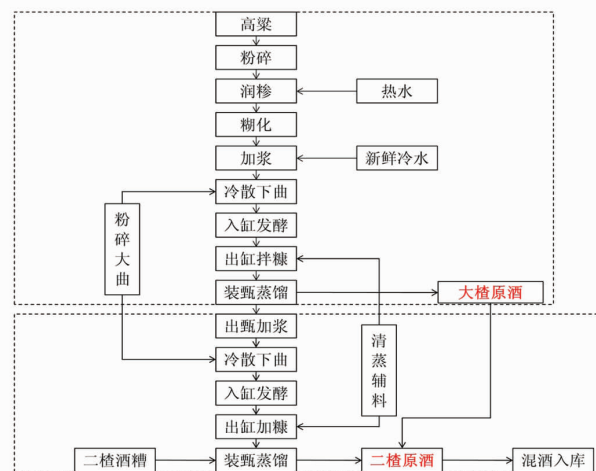 高粱
粉碎
润糁
热水
糊化
加浆
新鲜冷水
冷散下曲
粉碎大曲
入缸发酵
出缸拌糠
装甑蒸馏
大楂原酒
出甑加浆
清蒸辅料
冷散下曲
入缸发酵
出缸加糠
二楂酒糟
装甑蒸馏
二楂原酒
混酒入库